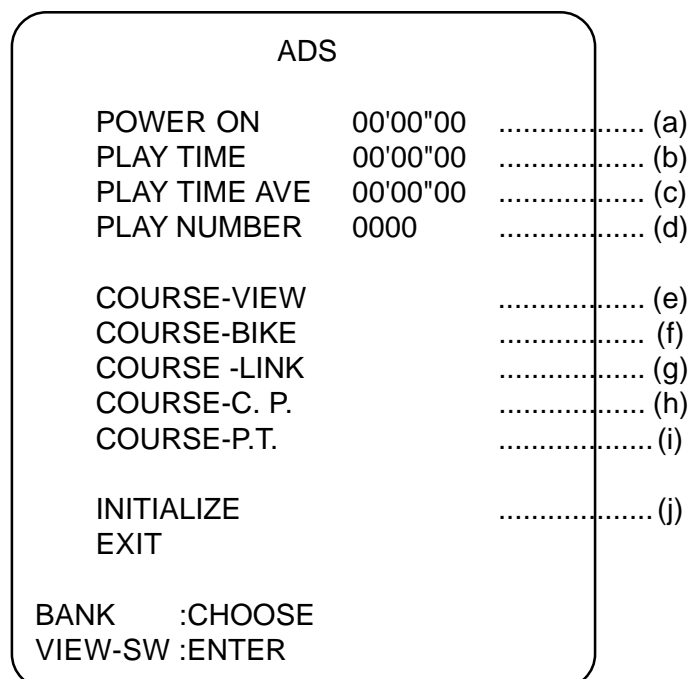 ADS
POWER ON 00'00"00 .................. (a)
PLAY TIME 00'00"00 .................. (b)
PLAY TIME AVE 00'00"00 .................. (c)
PLAY NUMBER 0000 .................. (d)
COURSE-VIEW .................. (e)
COURSE-BIKE .................. (f)
COURSE -LINK .................. (g)
COURSE-C. P. .................. (h)
COURSE-P.T. ................... (i)
INITIALIZE ................... (j)
EXIT
BANK :CHOOSE
VIEW-SW :ENTER